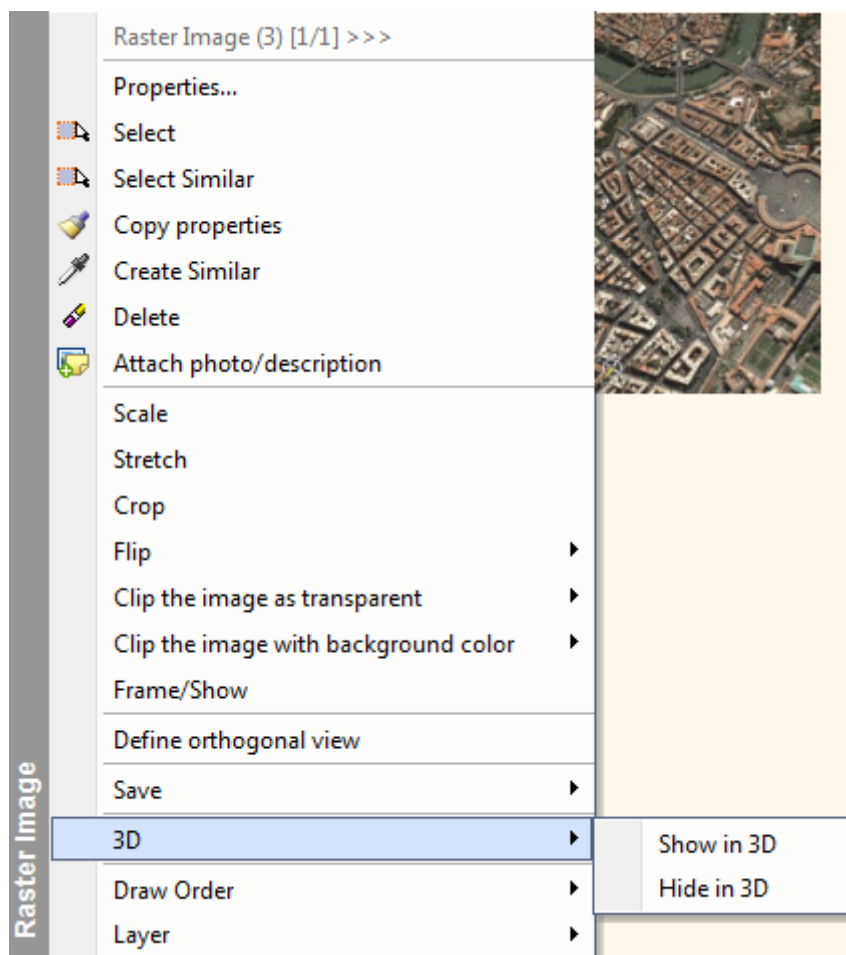 Raster Image (3) [1/1] >>>
Properties...
Select
Select Similar
Copy properties
Create Similar
Delete
Attach photo/description
Scale
Stretch
Crop
Flip
Clip the image as transparent
Clip the image with background color
Frame/Show
Define orthogonal view
Save
3D
Show in 3D
Hide in 3D
Draw Order
Layer
Raster Image